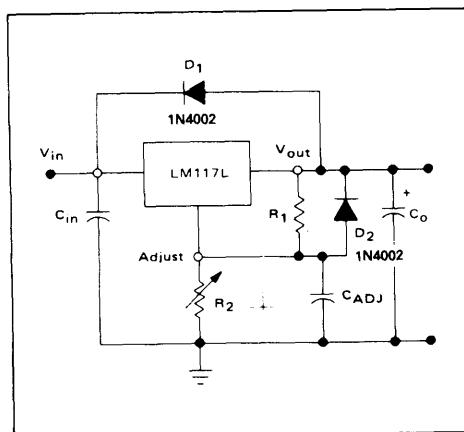 D1
1N4002
Vin
LM117L
Vout
Cin
R1
D2
+
Co
1N4002
Adjust
R2
CADJ